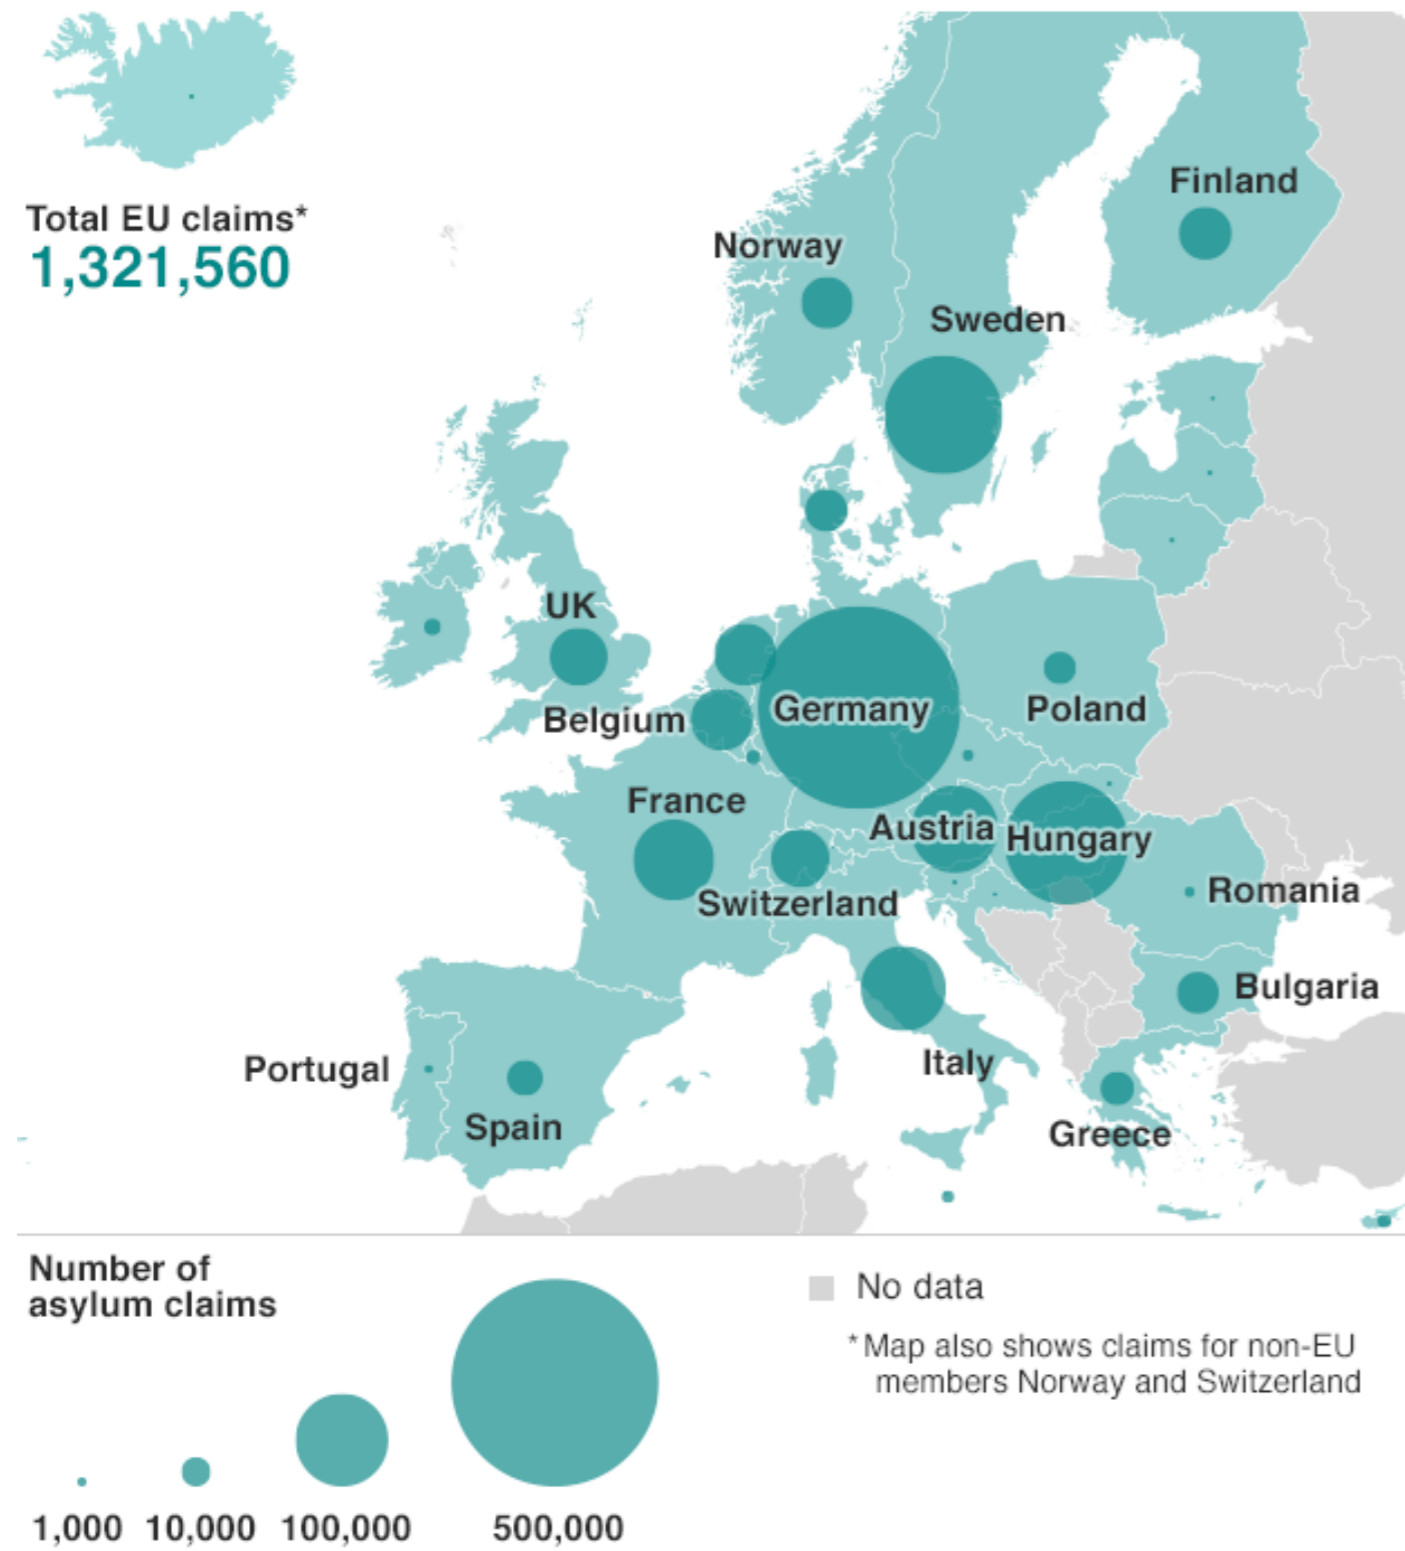 Total EU claims*
1,321,560
Finland
Norway
Sweden
UK
Belgium
Germany
Poland
France
Austria
Hungary
Switzerland
Romania
Bulgaria
Italy
Portugal
Spain
Greece
Number of
asylum claims
1,000
10,000
100,000
500,000
No data
*Map also shows claims for non-EU
members Norway and Switzerland